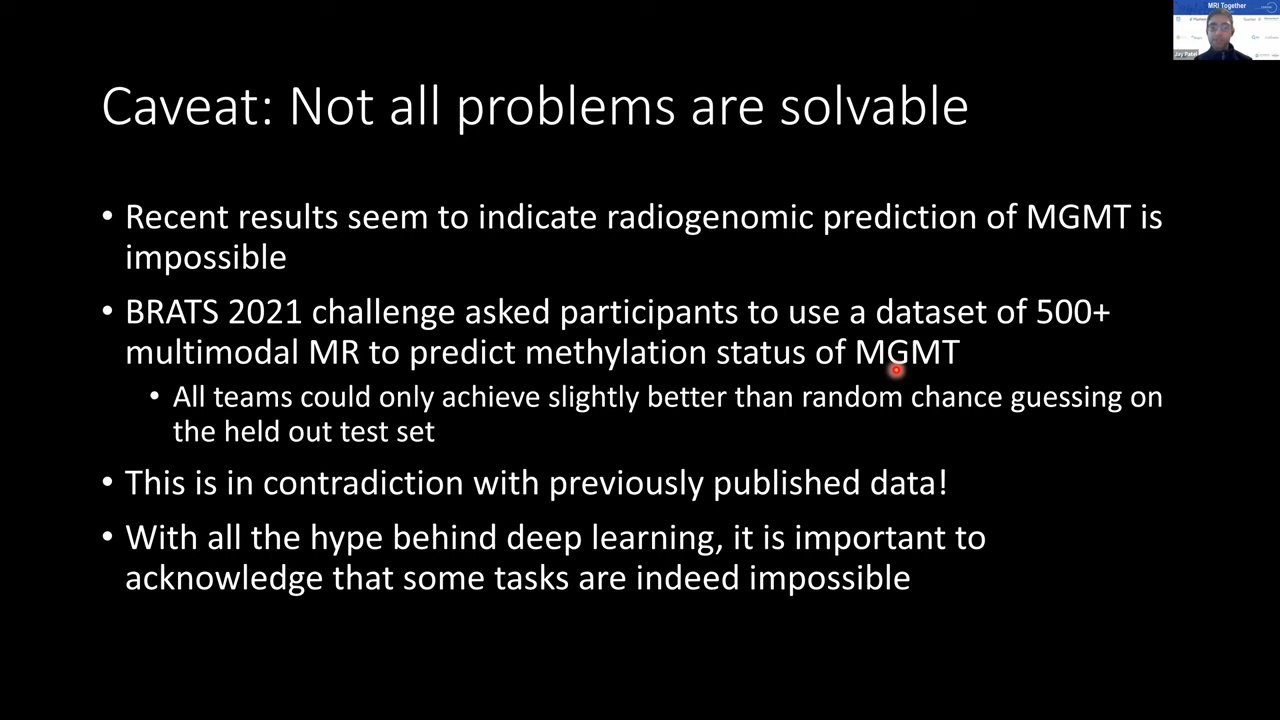 MRI Together
Jay Patel
Caveat: Not all problems are solvable
• Recent results seem to indicate radiogenomic prediction of MGMT is
impossible
• BRATS 2021 challenge asked participants to use a dataset of 500+
multimodal MR to predict methylation status of MGMT
• All teams could only achieve slightly better than random chance guessing on
the held out test set
• This is in contradiction with previously published data!
• With all the hype behind deep learning, it is important to
acknowledge that some tasks are indeed impossible